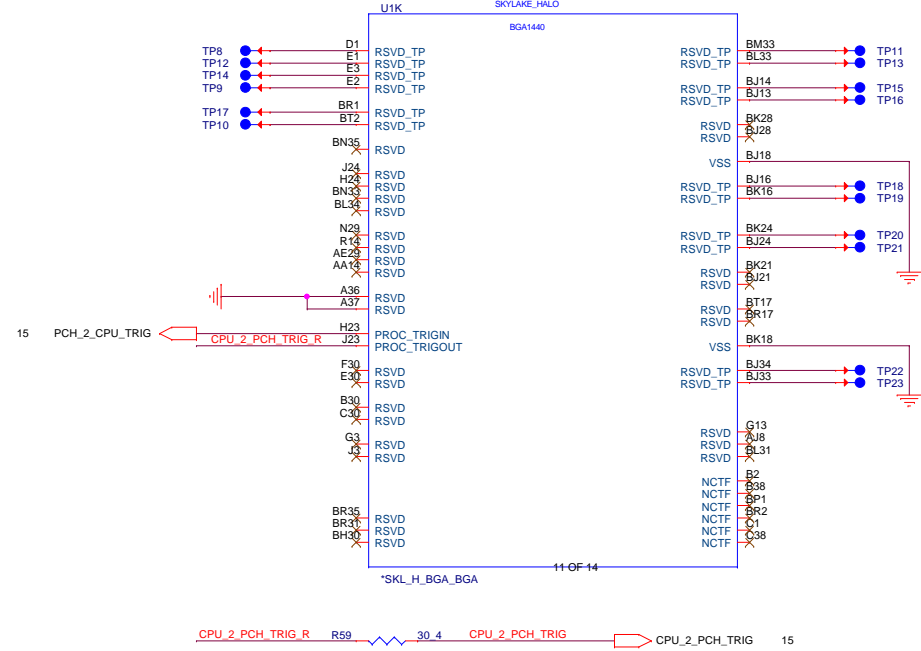 U1K
SKYLAKE_HALO
BGA1440
TP8 D1 RSVD_TP
TP12 E1 RSVD_TP
TP14 E3 RSVD_TP
TP9 E2 RSVD_TP
TP17 BR1 RSVD_TP
TP10 BT2 RSVD_TP
BN35 RSVD
J24 RSVD
H24 RSVD
BN33 RSVD
BL34 RSVD
N29 RSVD
R14 RSVD
AE29 RSVD
AA14 RSVD
A36 RSVD
A37 RSVD
15 PCH_2_CPU_TRIG H23 PROC_TRIGIN
CPU_2_PCH_TRIG_R J23 PROC_TRIGOUT
F30 RSVD
E30 RSVD
B30 RSVD
C30 RSVD
G3 RSVD
J3 RSVD
BR35 RSVD
BR31 RSVD
BH30 RSVD
RSVD_TP BM33 TP11
RSVD_TP BL33 TP13
RSVD_TP BJ14 TP15
RSVD_TP BJ13 TP16
RSVD BK28
RSVD BJ28
VSS BJ18
RSVD_TP BJ16 TP18
RSVD_TP BK16 TP19
RSVD_TP BK24 TP20
RSVD_TP BJ24 TP21
RSVD BK21
RSVD BJ21
RSVD BT17
RSVD BR17
VSS BK18
RSVD_TP BJ34 TP22
RSVD_TP BJ33 TP23
RSVD G13
RSVD AJ8
RSVD BL31
NCTF B2
NCTF B38
NCTF BP1
NCTF BR2
NCTF C1
NCTF C38
11 OF 14
*SKL_H_BGA_BGA
CPU_2_PCH_TRIG_R R59 30_4 CPU_2_PCH_TRIG CPU_2_PCH_TRIG 15